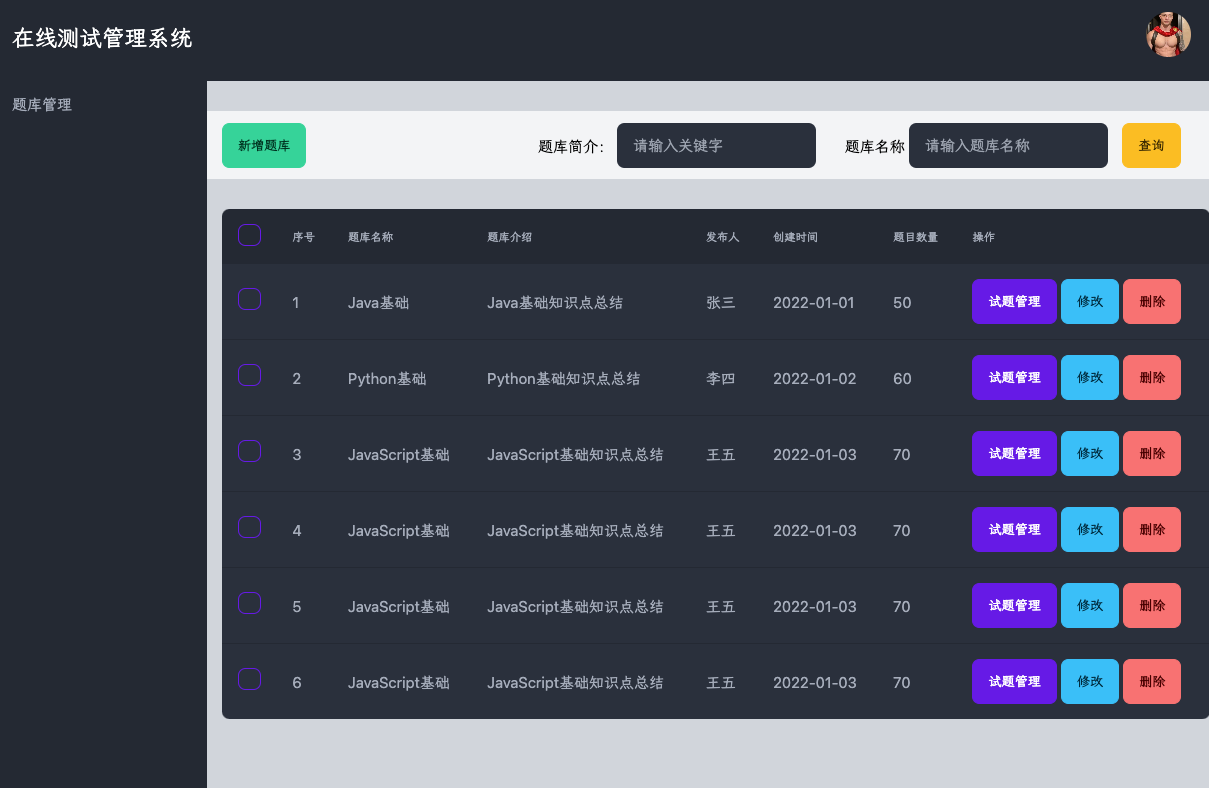 在线测试管理系统
题库管理
新增题库 题库简介: 请输入关键字 题库名称 请输入题库名称 查询
序号 题库名称 题库介绍 发布人 创建时间 题目数量 操作
1 Java基础 Java基础知识点总结 张三 2022-01-01 50 试题管理 修改 删除
2 Python基础 Python基础知识点总结 李四 2022-01-02 60 试题管理 修改 删除
3 JavaScript基础 JavaScript基础知识点总结 王五 2022-01-03 70 试题管理 修改 删除
4 JavaScript基础 JavaScript基础知识点总结 王五 2022-01-03 70 试题管理 修改 删除
5 JavaScript基础 JavaScript基础知识点总结 王五 2022-01-03 70 试题管理 修改 删除
6 JavaScript基础 JavaScript基础知识点总结 王五 2022-01-03 70 试题管理 修改 删除